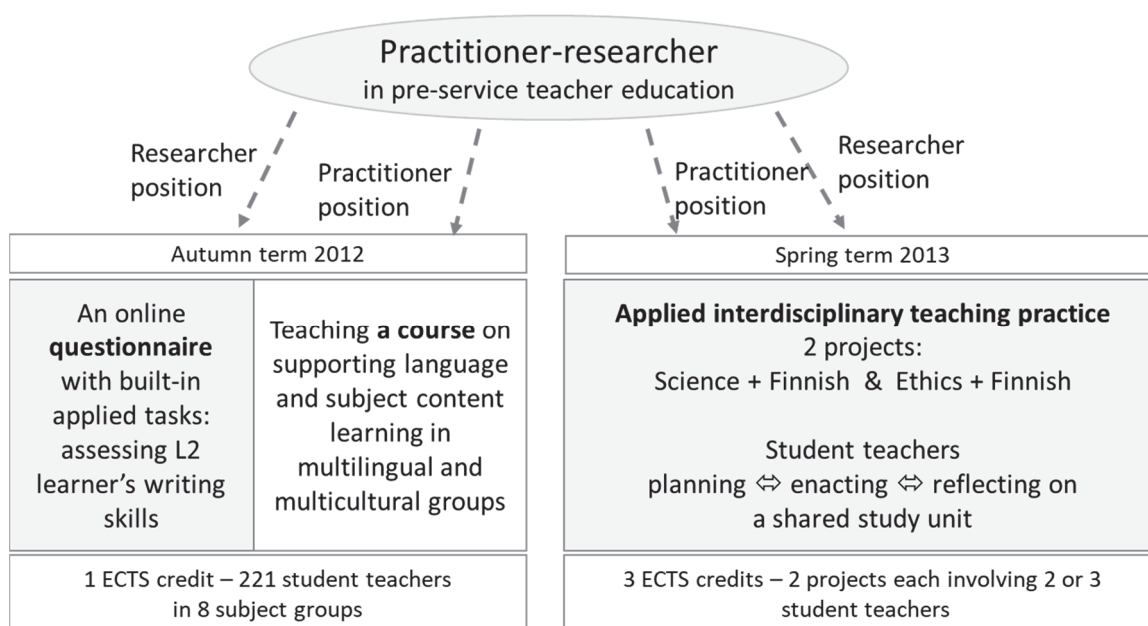 Practitioner-researcher
in pre-service teacher education
Researcher
position
Practitioner
position
Practitioner
position
Researcher
position
Autumn term 2012
An online
questionnaire
with built-in
applied tasks:
assessing L2
learner’s writing
skills
Teaching a course on
supporting language
and subject content
learning in
multilingual and
multicultural groups
1 ECTS credit – 221 student teachers
in 8 subject groups
Spring term 2013
Applied interdisciplinary teaching practice
2 projects:
Science + Finnish & Ethics + Finnish
Student teachers
planning ⇔ enacting ⇔ reflecting on
a shared study unit
3 ECTS credits – 2 projects each involving 2 or 3
student teachers